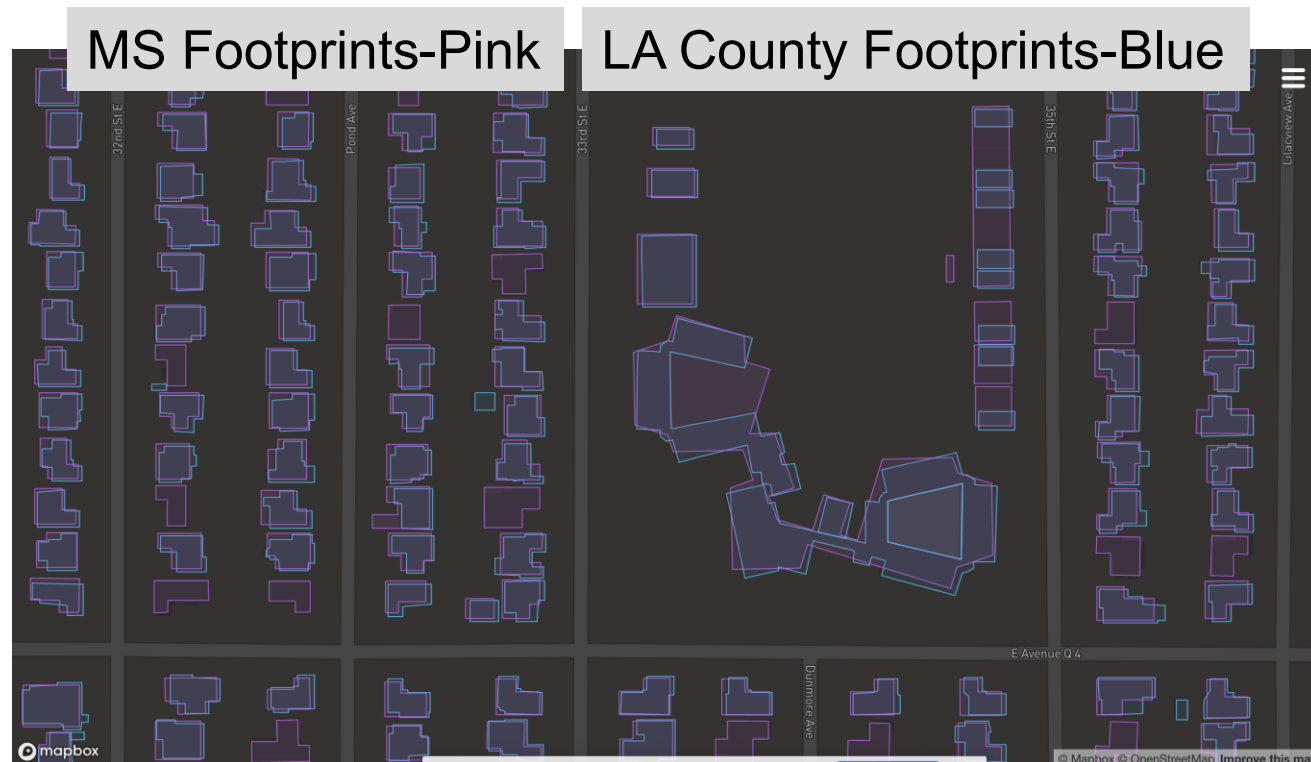 MS Footprints-Pink
LA County Footprints-Blue
32nd St E
Pond Ave
33rd St E
35th St E
Lilacview Ave
E Avenue Q 4
Dunmore Ave
mapbox
© Mapbox © OpenStreetMap Improve this ma